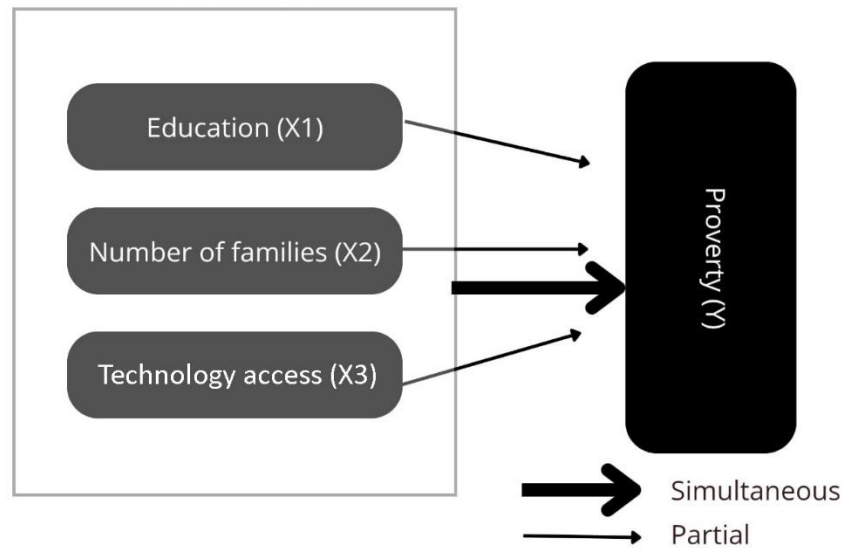 Education (X1)
Number of families (X2)
Technology access (X3)
Proverty (Y)
Simultaneous
Partial